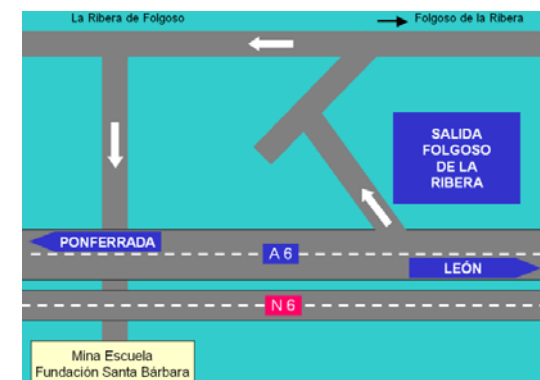 La Ribera de Folgoso
Folgoso de la Ribera
SALIDA
FOLGOSO
DE LA
RIBERA
PONFERRADA
A 6
LEÓN
N 6
Mina Escuela
Fundación Santa Bárbara